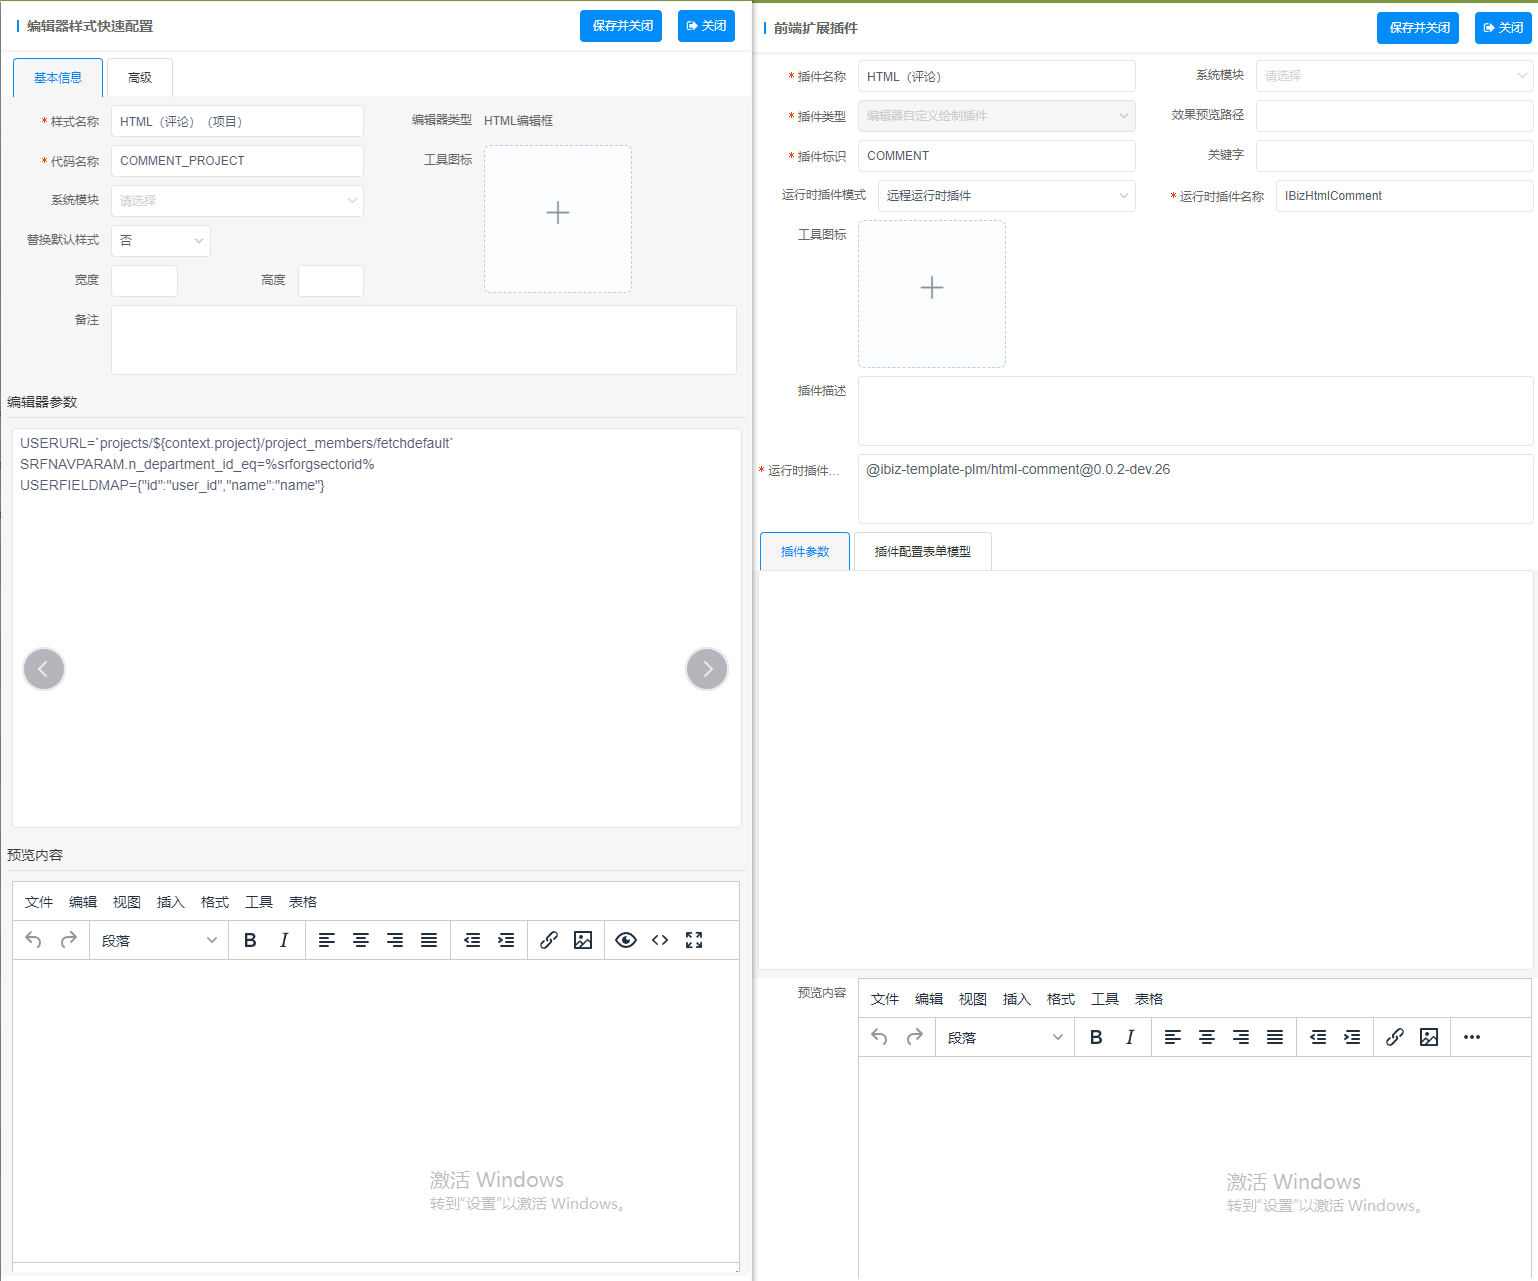 编辑器样式快速配置
保存并关闭
关闭
基本信息
高级
* 样式名称
HTML（评论）（项目）
编辑器类型
HTML编辑框
* 代码名称
COMMENT_PROJECT
工具图标
系统模块
请选择
替换默认样式
否
宽度
高度
备注
编辑器参数
USERURL=`projects/${context.project}/project_members/fetchdefault`
SRFNAVPARAM.n_department_id_eq=%srforgsectorid%
USERFIELDMAP={"id":"user_id","name":"name"}
预览内容
文件 编辑 视图 插入 格式 工具 表格
段落
B I
激活 Windows
转到"设置"以激活 Windows。
前端扩展插件
保存并关闭
关闭
* 插件名称
HTML（评论）
系统模块
请选择
* 插件类型
编辑器自定义绘制插件
效果预览路径
* 插件标识
COMMENT
关键字
运行时插件模式
远程运行时插件
* 运行时插件名称
IBizHtmlComment
工具图标
插件描述
* 运行时插件...
@ibiz-template-plm/html-comment@0.0.2-dev.26
插件参数
插件配置表单模型
预览内容
文件 编辑 视图 插入 格式 工具 表格
段落
B I
激活 Windows
转到"设置"以激活 Windows。